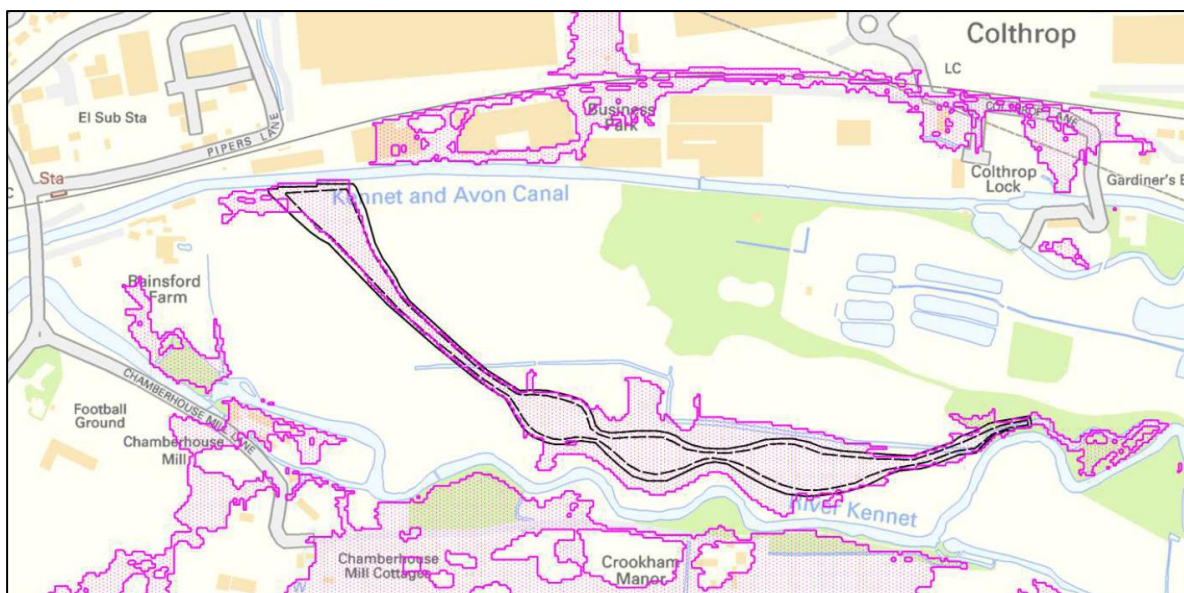 Colthrop
LC
El Sub Sta
PIPERS LANE
Business
Park
Sta
Kennet and Avon Canal
Colthrop
Lock
Gardiner's
Bainsford
Farm
CHAMBERHOUSE MILL LANE
Football
Ground
Chamberhouse
Mill
River Kennet
Chamberhouse
Mill Cottages
Crookham
Manor